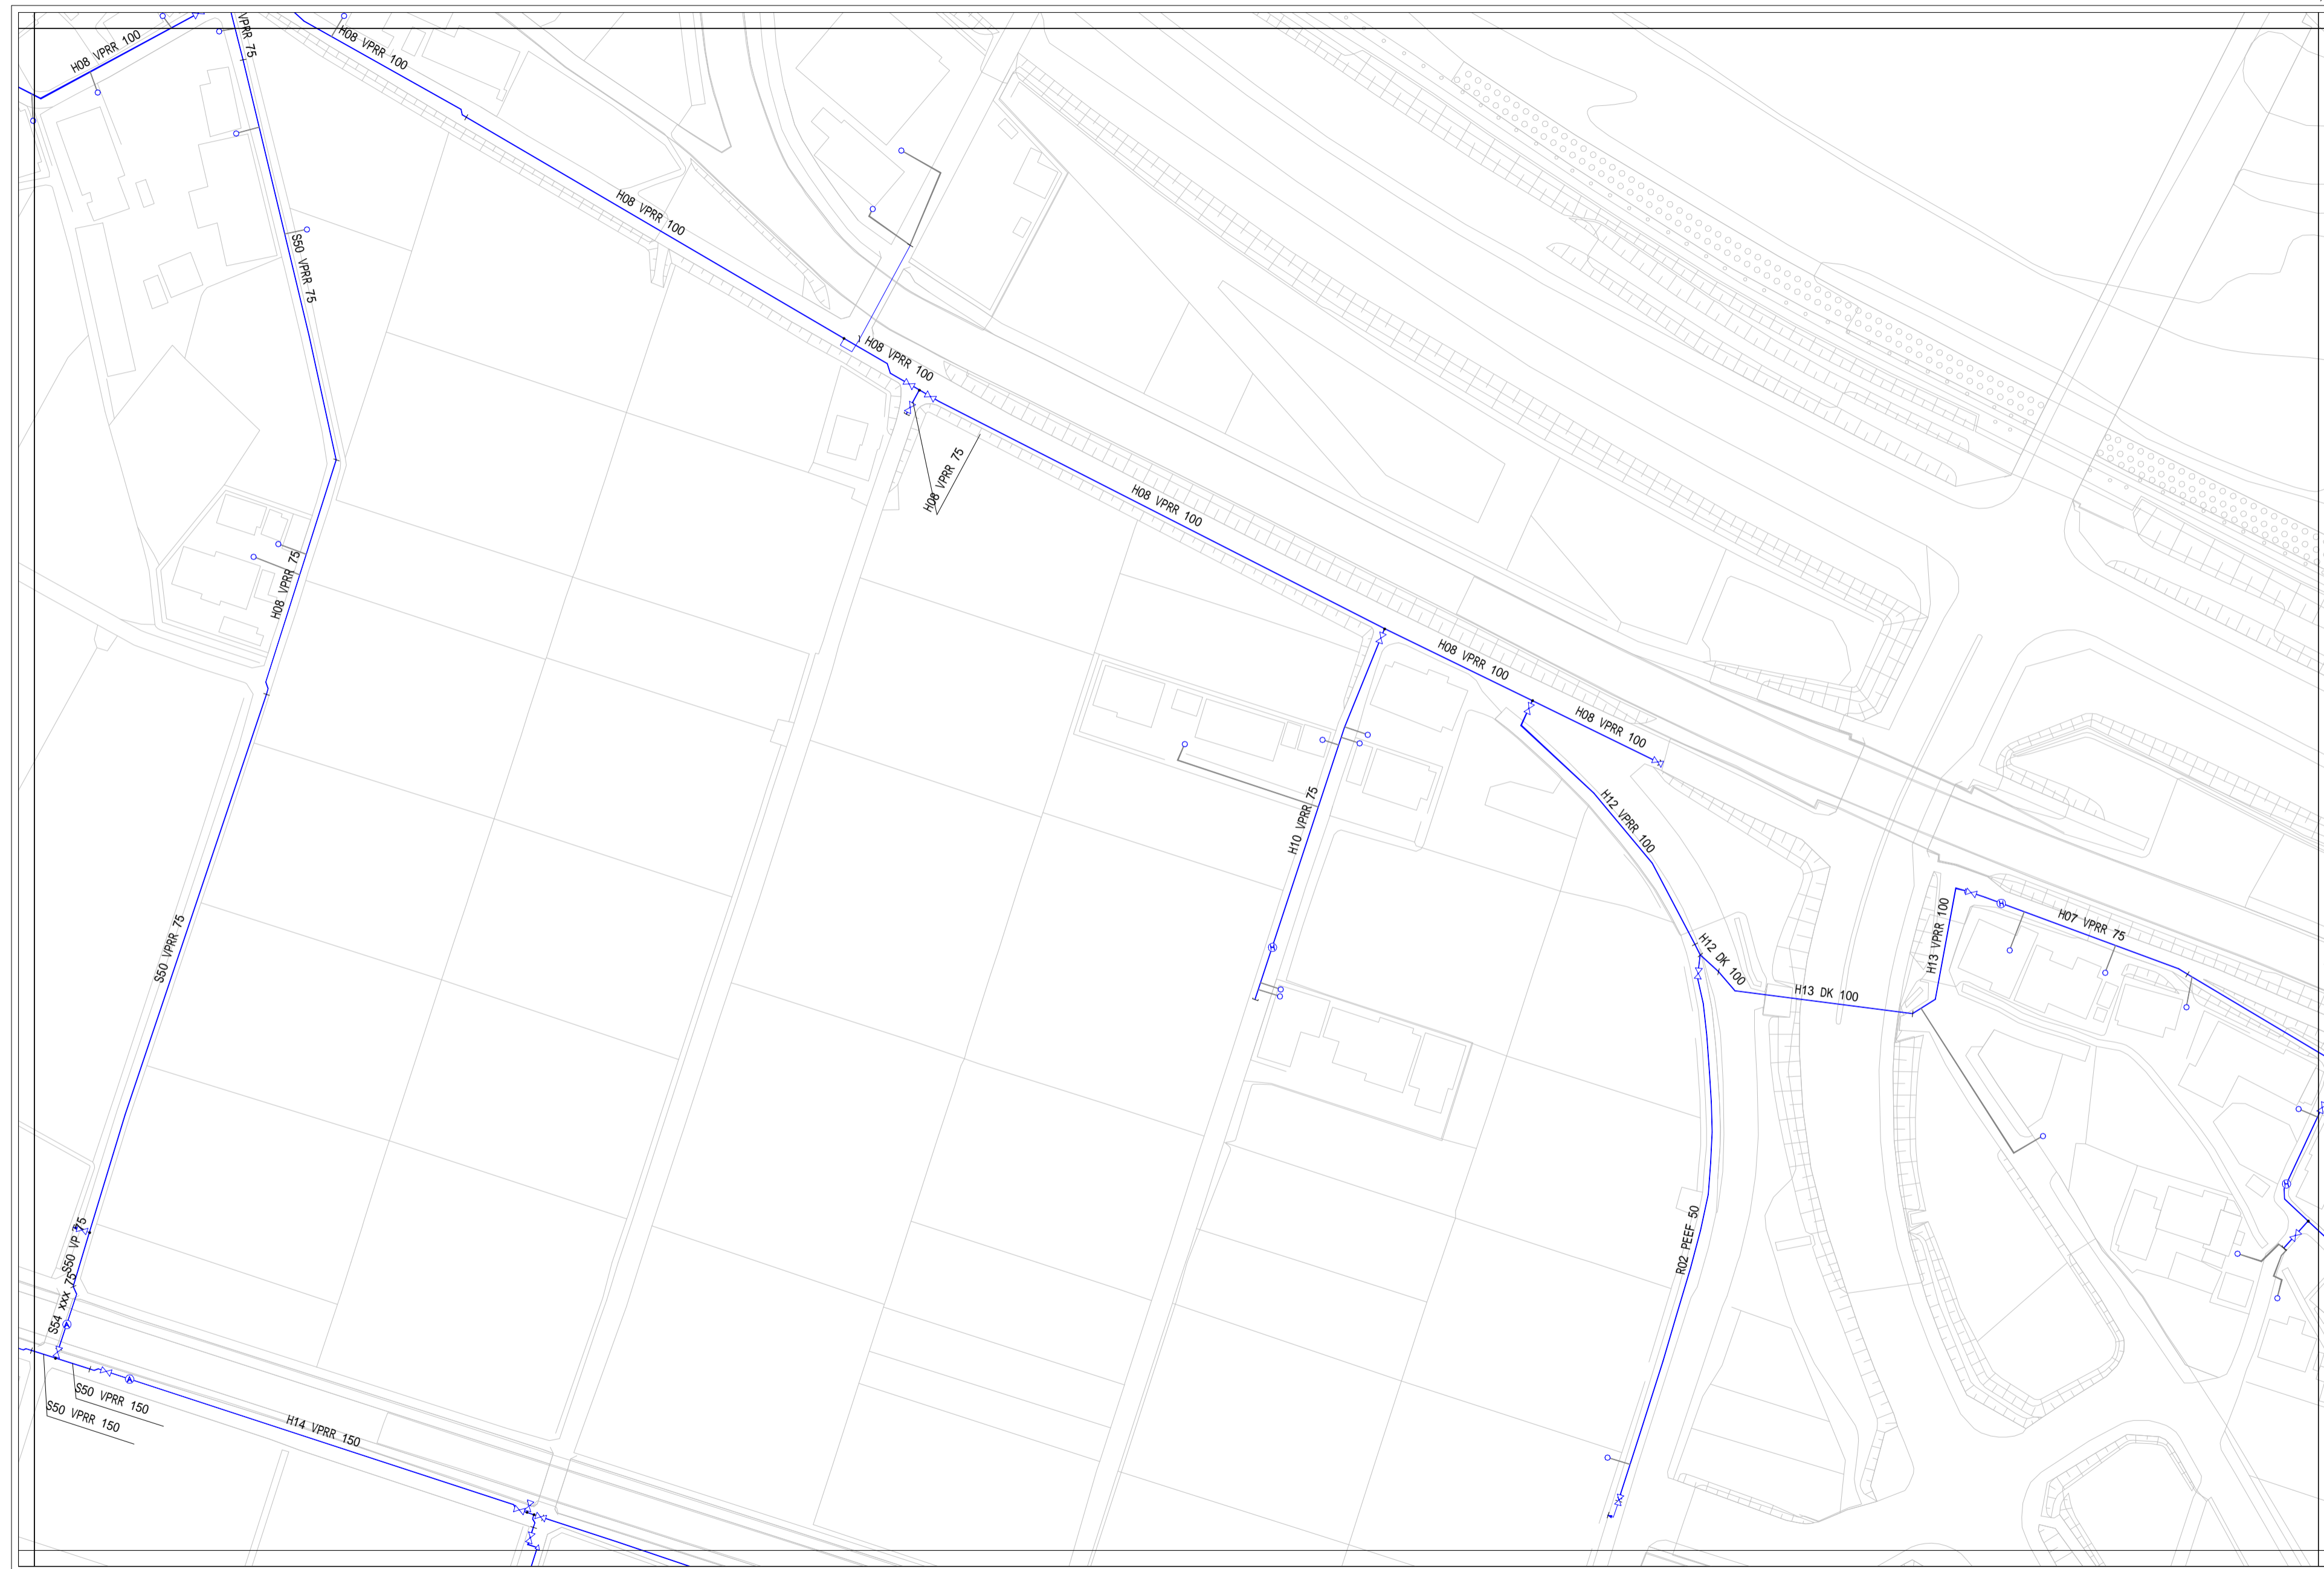 H08 VPRR 100
VPRR 75
H08 VPRR 100
H08 VPRR 100
S50 VPRR 75
H08 VPRR 100
H08 VPRR 75
H08 VPRR 100
H08 VPRR 75
H08 VPRR 100
H08 VPRR 100
H10 VPRR 75
H12 VPRR 100
S50 VPRR 75
H12 DK 100
H13 DK 100
H13 VPRR 100
H07 VPRR 75
H
H
H
S50 VP 75
R02 PEEF 50
S54 xxx 75
A
A
S50 VPRR 150
S50 VPRR 150
H14 VPRR 150